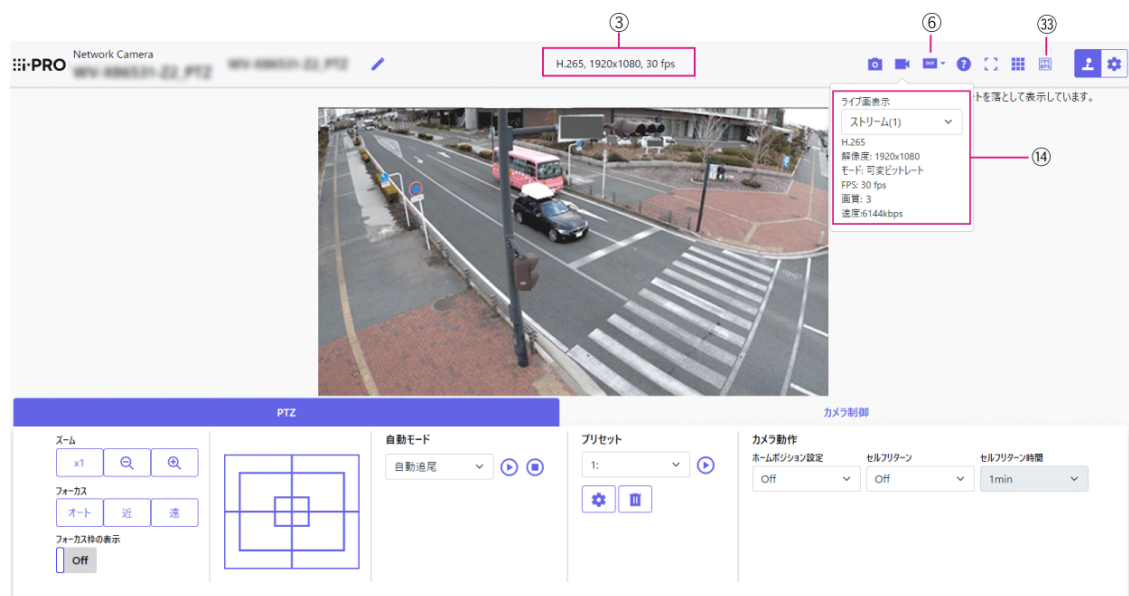 ③
⑥
㉝
i-PRO
Network Camera
H.265, 1920x1080, 30 fps
トを落として表示しています。
ライブ画表示
ストリーム(1)
H.265
解像度: 1920x1080
モード: 可変ビットレート
FPS: 30 fps
画質: 3
速度:6144kbps
⑭
PTZ
カメラ制御
ズーム
x1
フォーカス
オート
近
遠
フォーカス枠の表示
Off
自動モード
自動追尾
プリセット
1:
カメラ動作
ホームポジション設定
セルフリターン
セルフリターン時間
Off
Off
1min